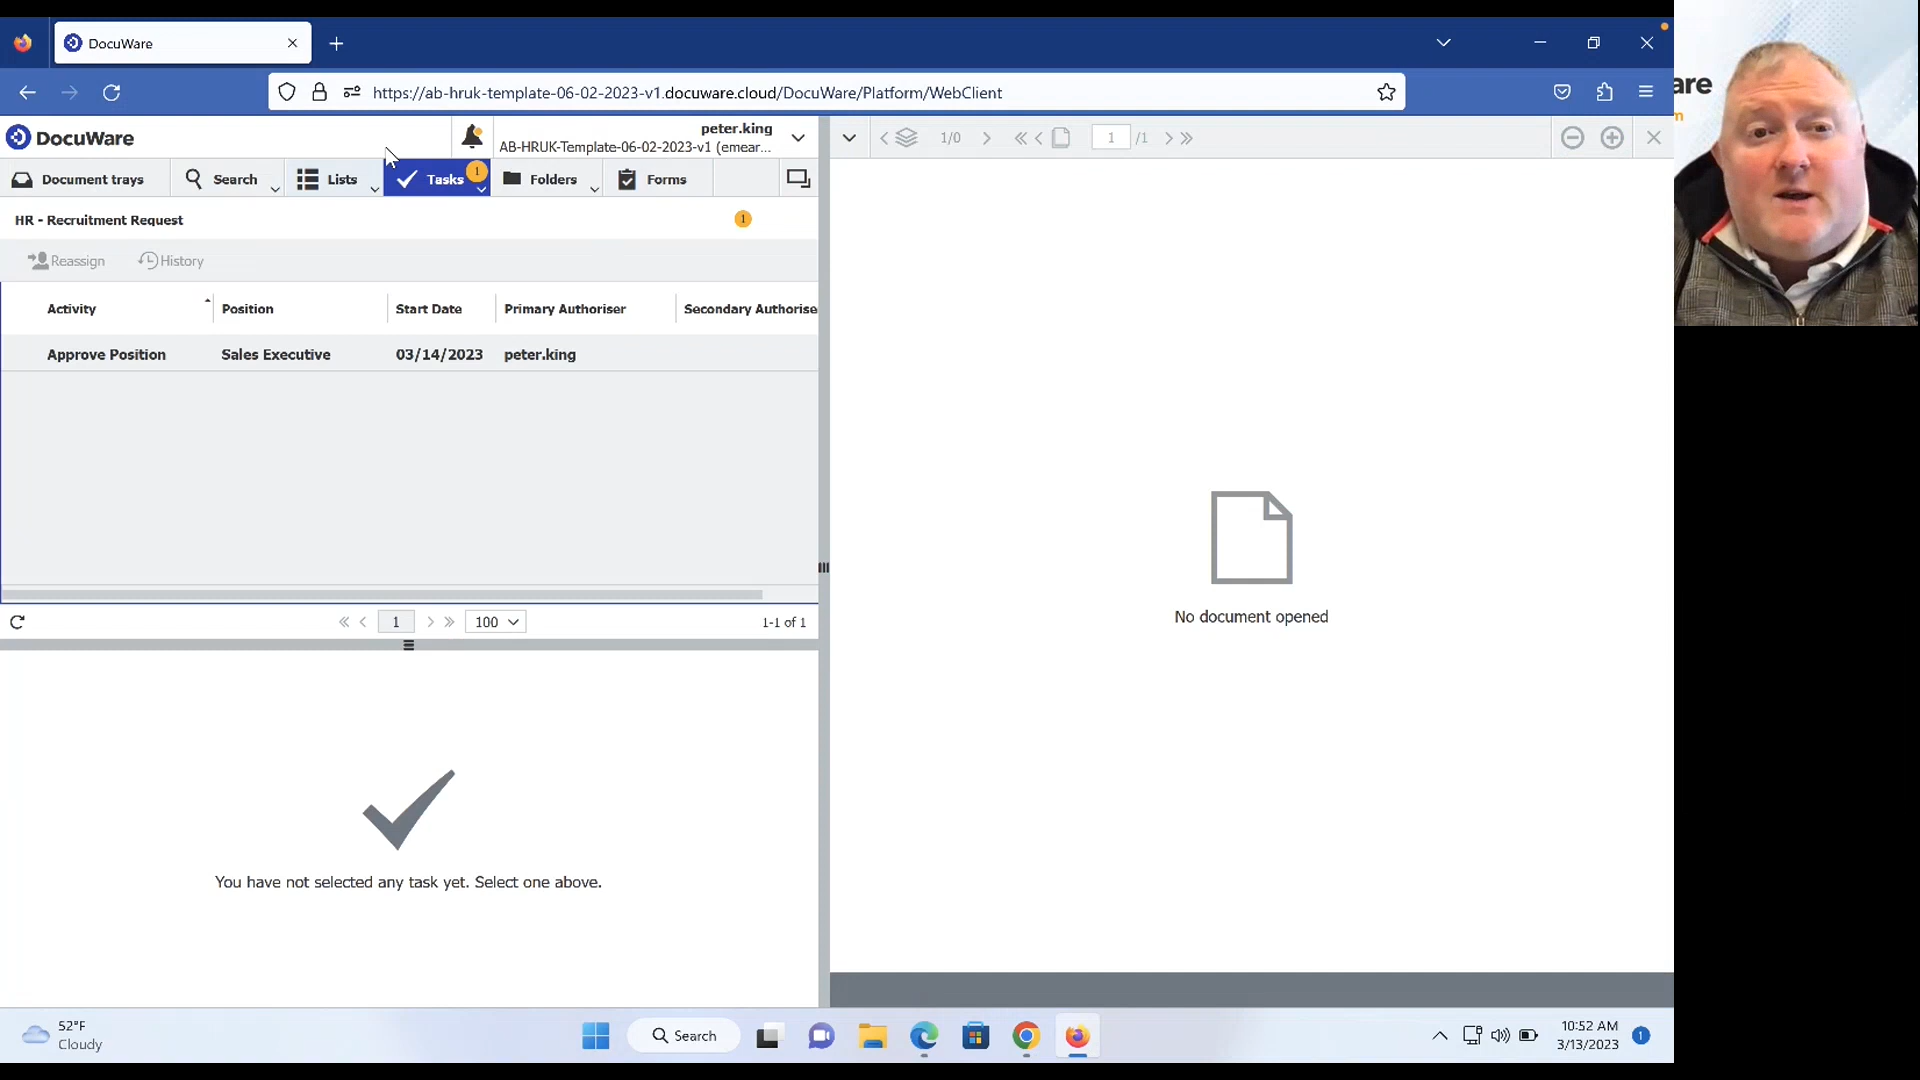 DocuWare
https://ab-hruk-template-06-02-2023-v1.docuware.cloud/DocuWare/Platform/WebClient
are
m
DocuWare
peter.king
AB-HRUK-Template-06-02-2023-v1 (emear...
1/0
1
/1
Document trays
Search
Lists
Tasks
1
Folders
Forms
HR - Recruitment Request
1
Reassign
History
Activity
Position
Start Date
Primary Authoriser
Secondary Authorise
Approve Position
Sales Executive
03/14/2023
peter.king
No document opened
1
100
1-1 of 1
You have not selected any task yet. Select one above.
52°F
Cloudy
Search
10:52 AM
3/13/2023
1